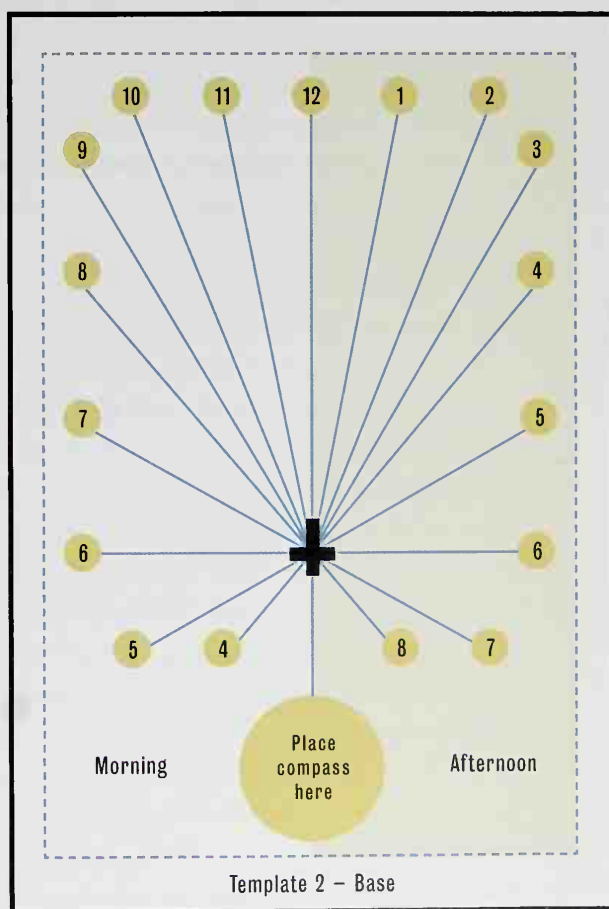 10 11 12 1 2
9 3
8 4
7 5
6 6
5 4 8 7
Morning
Place
compass
here
Afternoon
Template 2 – Base